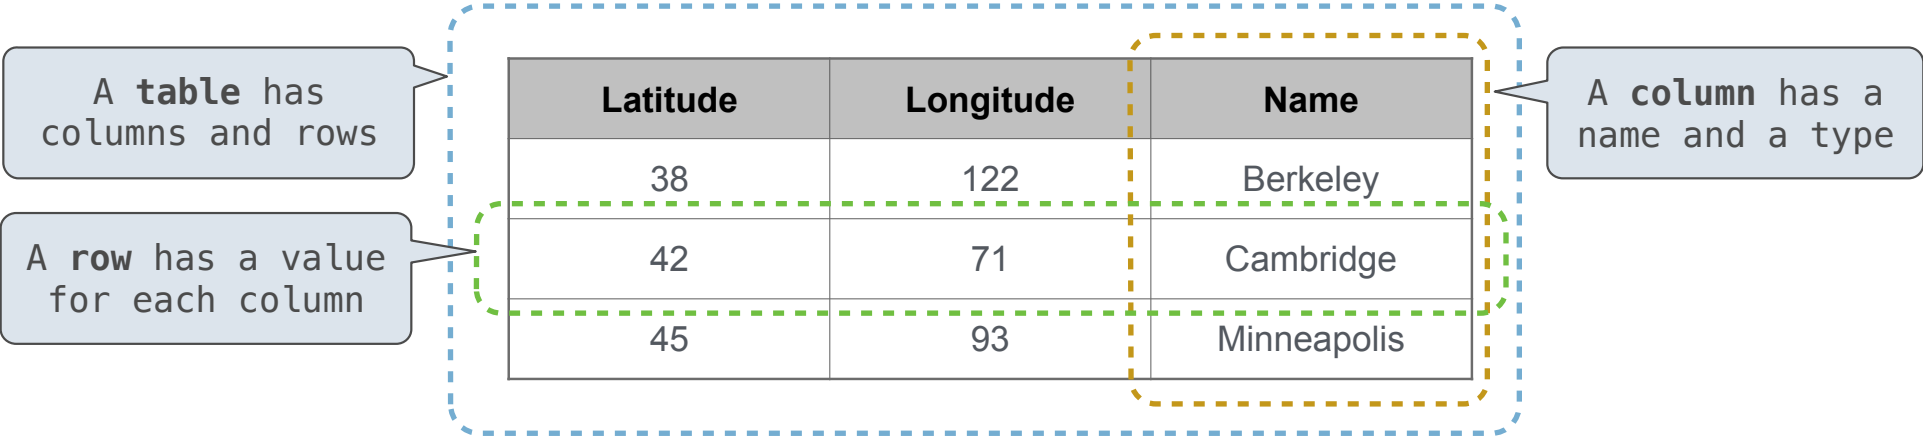 A table has
columns and rows
A row has a value
for each column
Latitude Longitude Name
38 122 Berkeley
42 71 Cambridge
45 93 Minneapolis
A column has a
name and a type